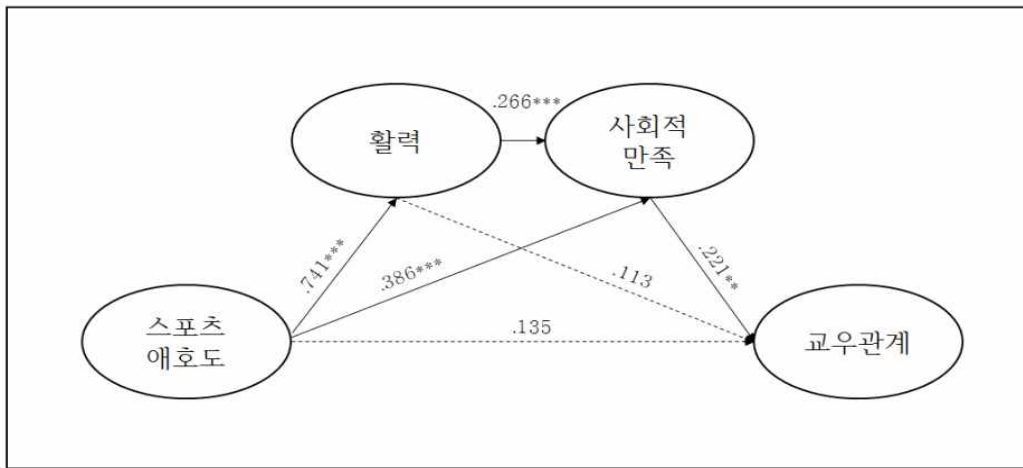 .266***
활력
사회적
만족
.741***
.386***
.113
.221**
스포츠
애호도
.135
교우관계